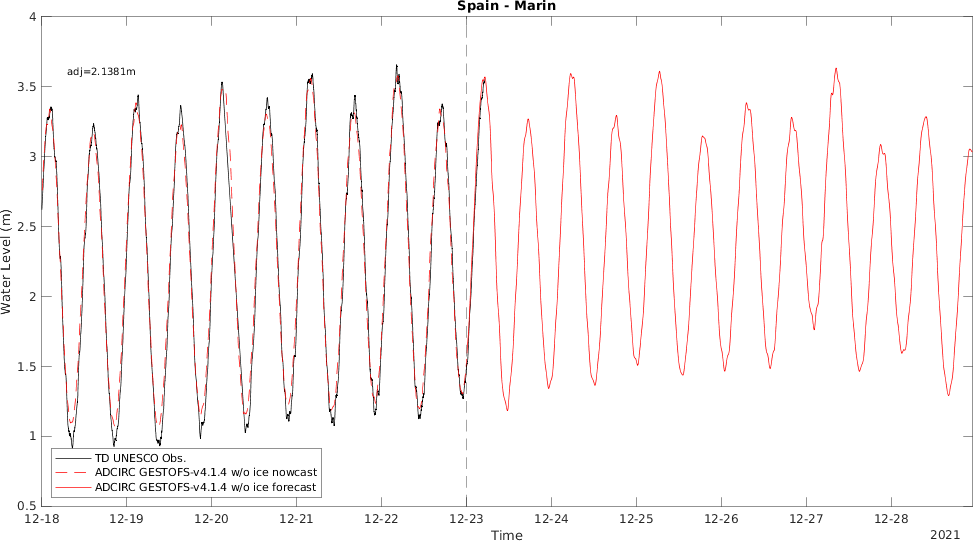 Spain - Marin
4
3.5
3
2.5
2
1.5
1
0.5
Water Level (m)
adj=2.1381m
TD UNESCO Obs.
ADCIRC GESTOFS-v4.1.4 w/o ice nowcast
ADCIRC GESTOFS-v4.1.4 w/o ice forecast
12-18 12-19 12-20 12-21 12-22 12-23 12-24 12-25 12-26 12-27 12-28
Time
2021